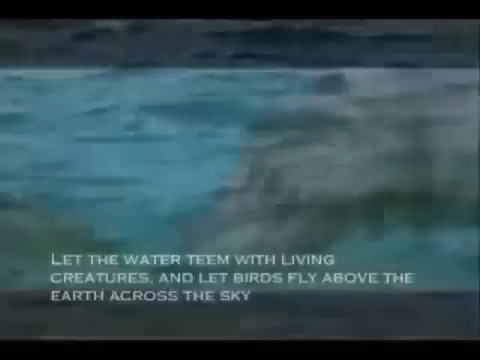 Let the water teem with living
creatures, and let birds fly above the
earth across the sky